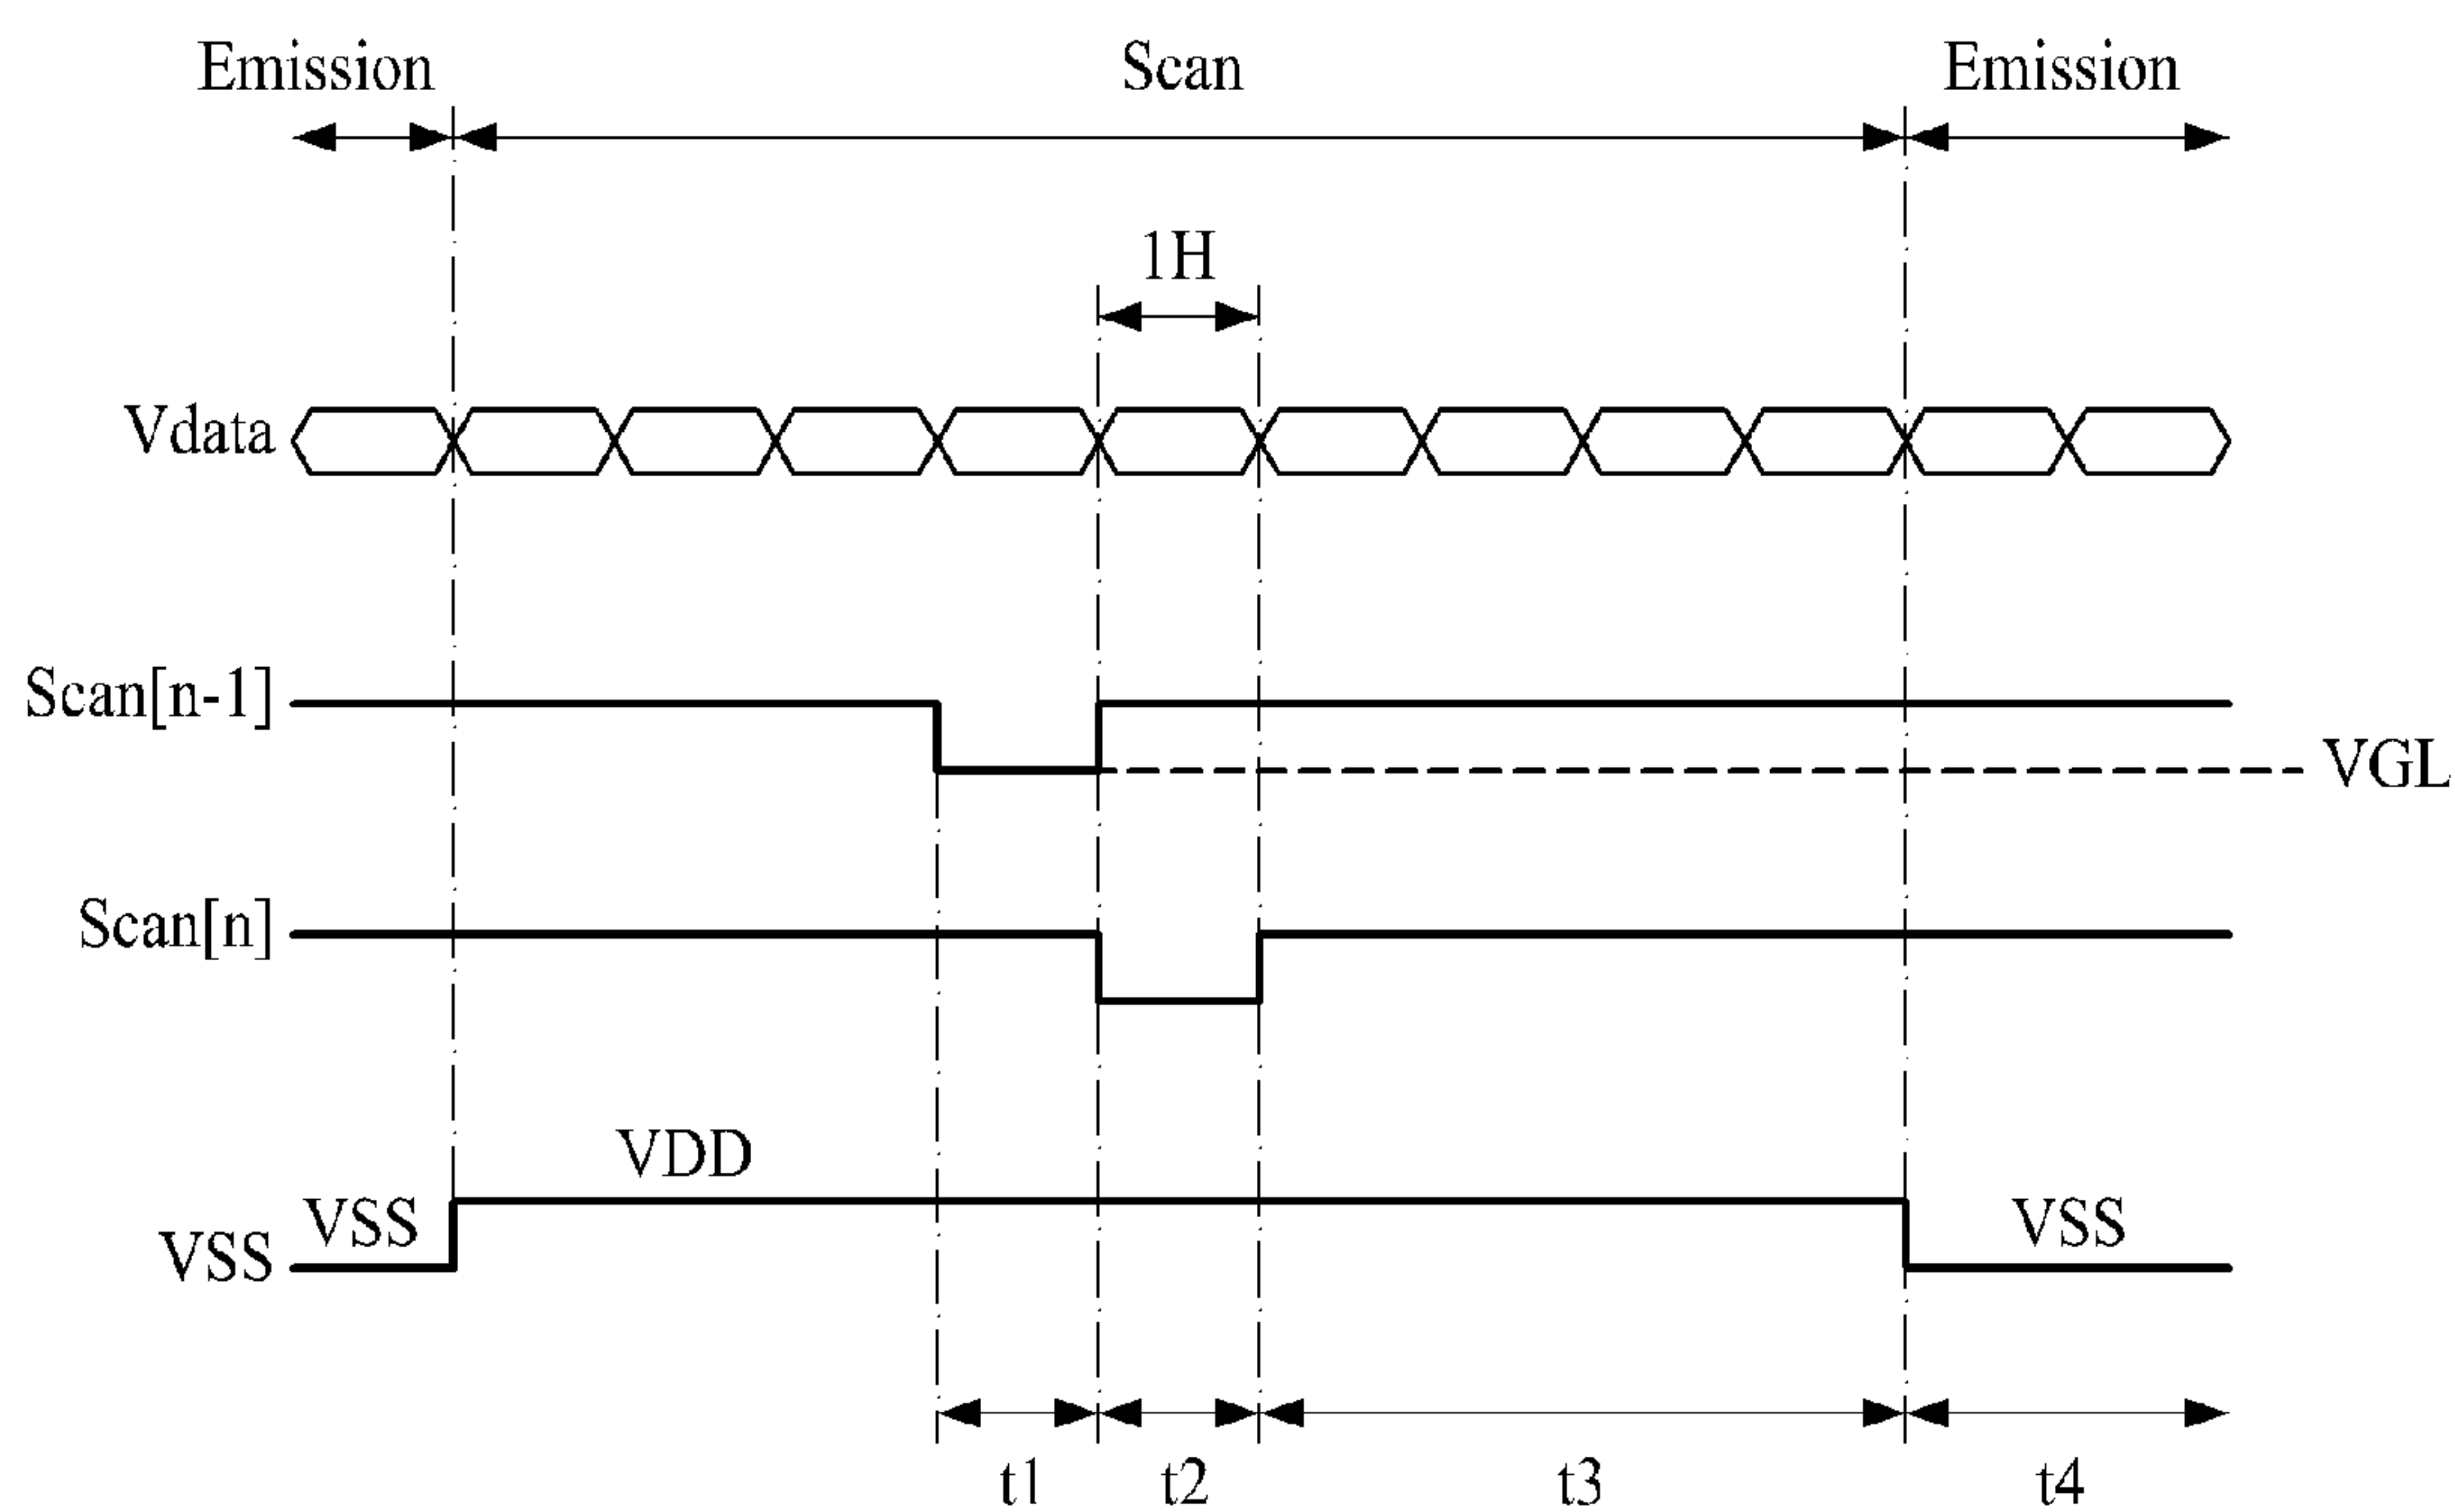 Emission Scan Emission
1H
Vdata
Scan[n-1]
VGL
Scan[n]
VDD
VSS VSS VSS
t1 t2 t3 t4